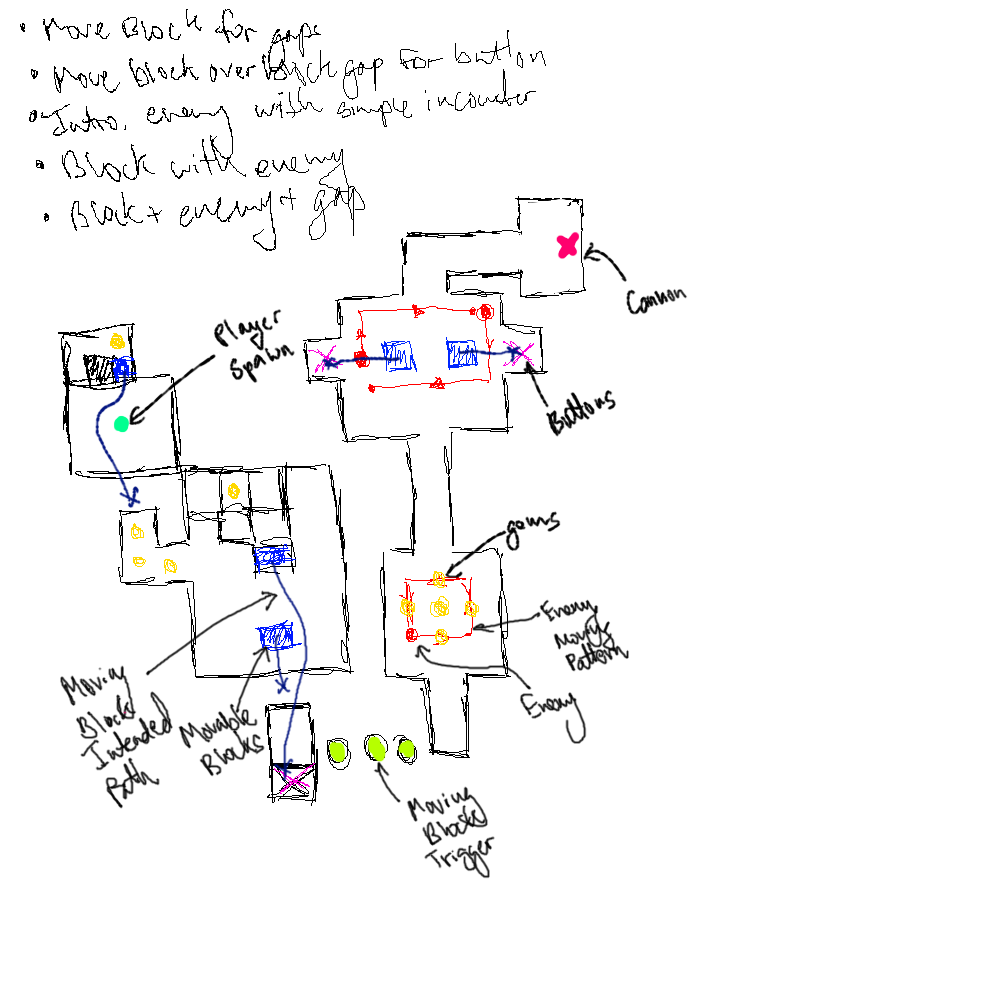 • Move Block for gaps
• Move block over block gap for button
• Intro. enemy with simple incounter
• Block with enemy
• Block + enemy + gap
Cannon
Player
Spawn
Buttons
gems
Enemy
Moving
Pattern
Enemy
Moving
Block
Intended
Path
Movable
Blocks
Moving
Block
Trigger